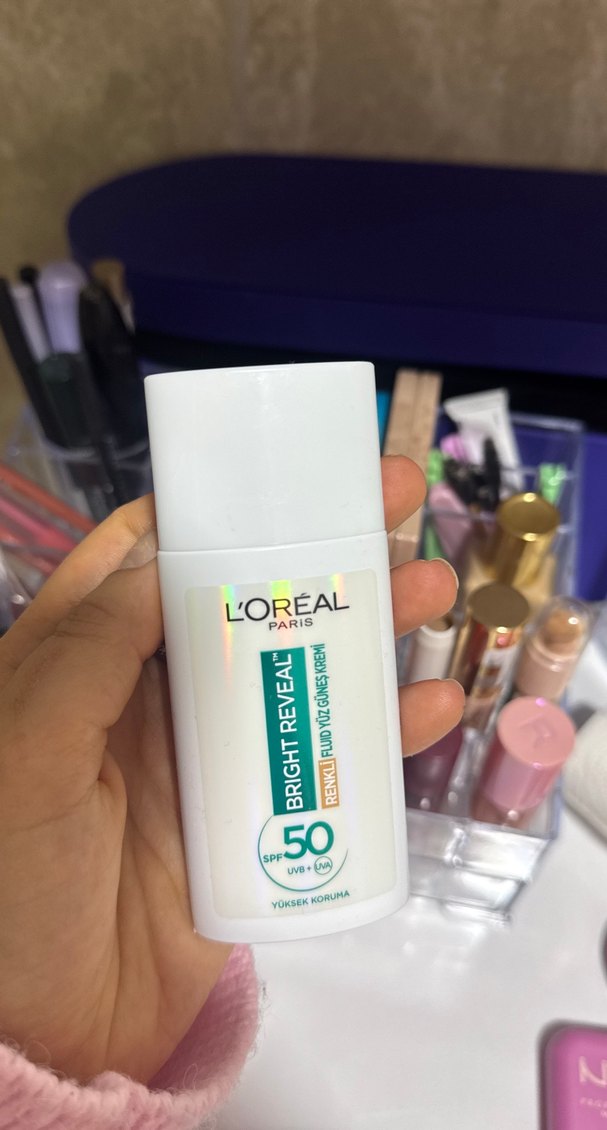 L'ORÉAL
PARiS
BRIGHT REVEAL™
RENKLİ FLUID YÜZ GÜNEŞ KREMİ
SPF 50
UVB + UVA
YÜKSEK KORUMA